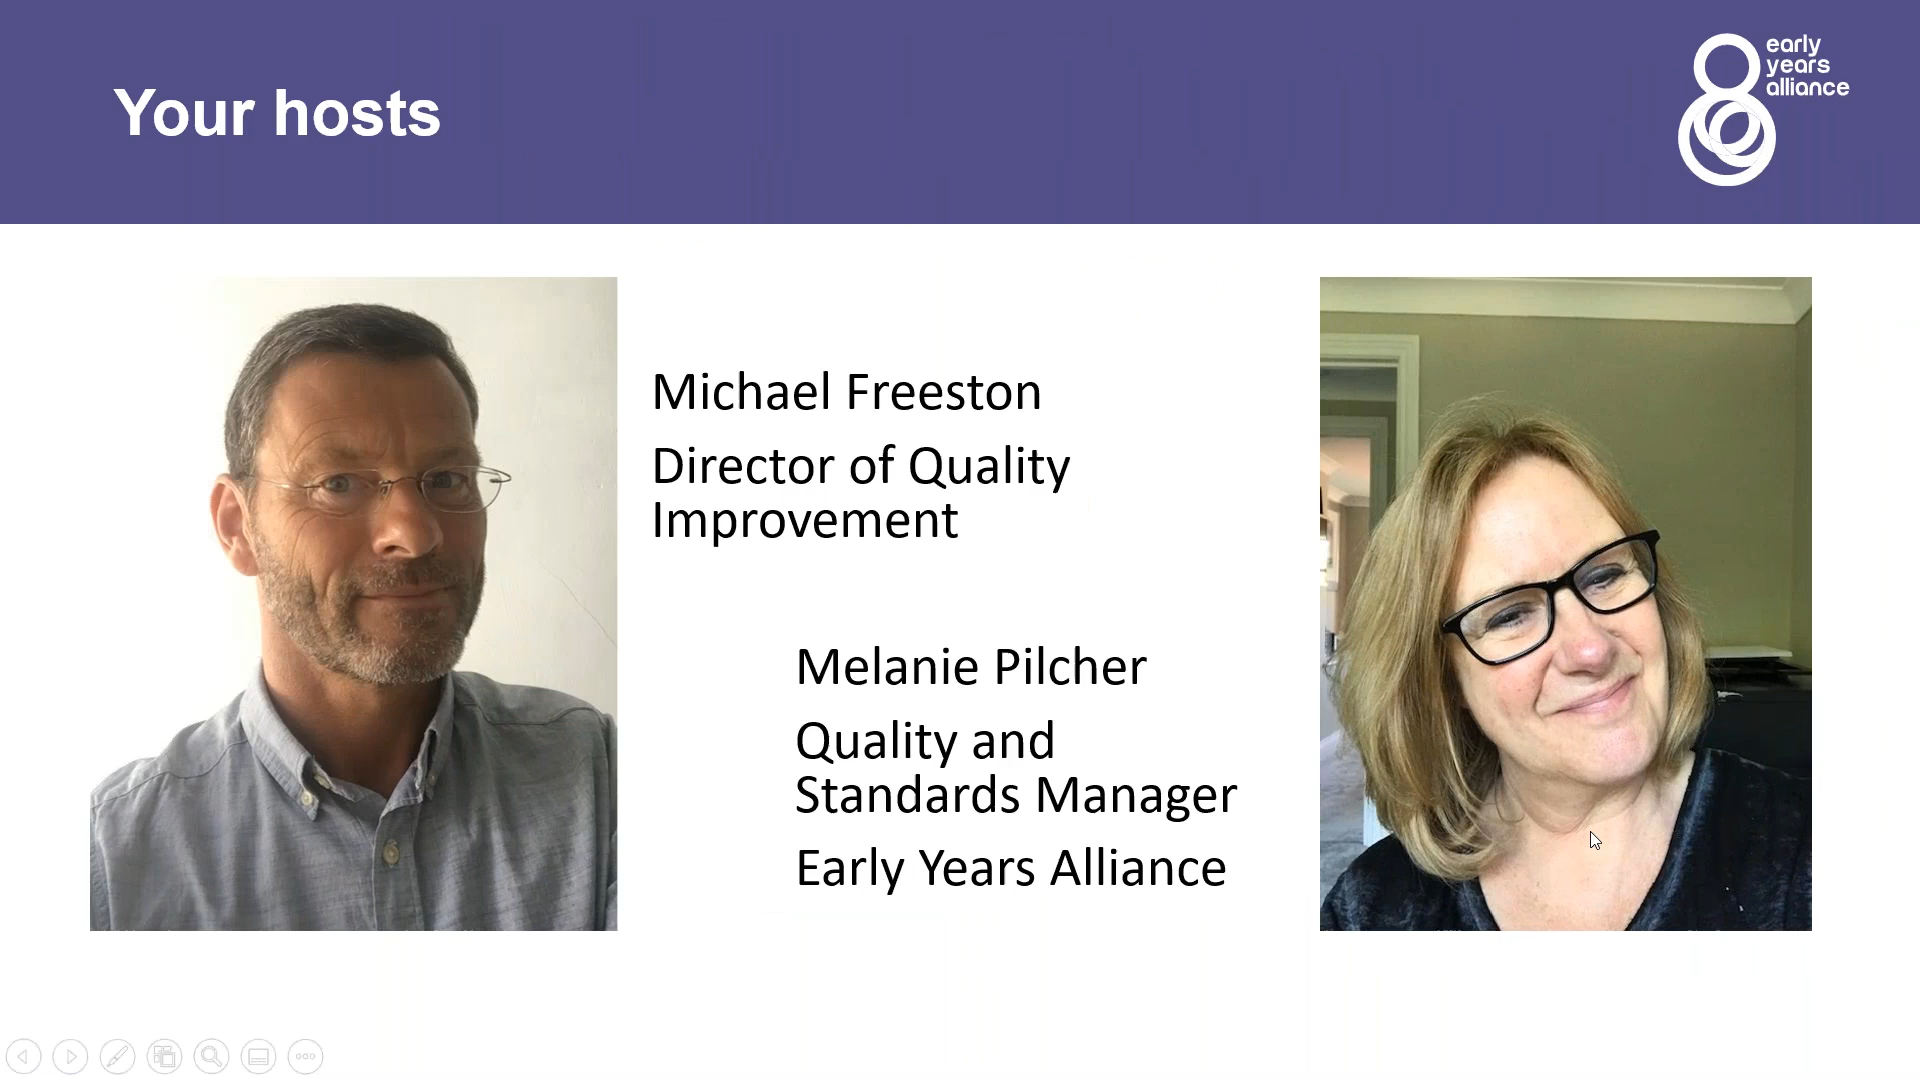 Your hosts
early
years
alliance
Michael Freeston
Director of Quality
Improvement
Melanie Pilcher
Quality and
Standards Manager
Early Years Alliance